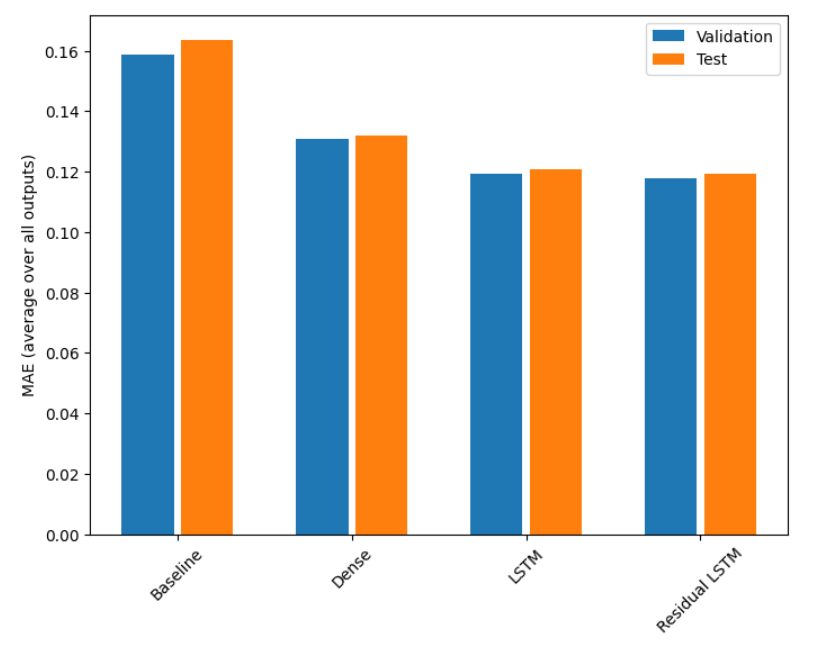 0.16
0.14
0.12
0.10
0.08
0.06
0.04
0.02
0.00
MAE (average over all outputs)
Validation
Test
Baseline
Dense
LSTM
Residual LSTM